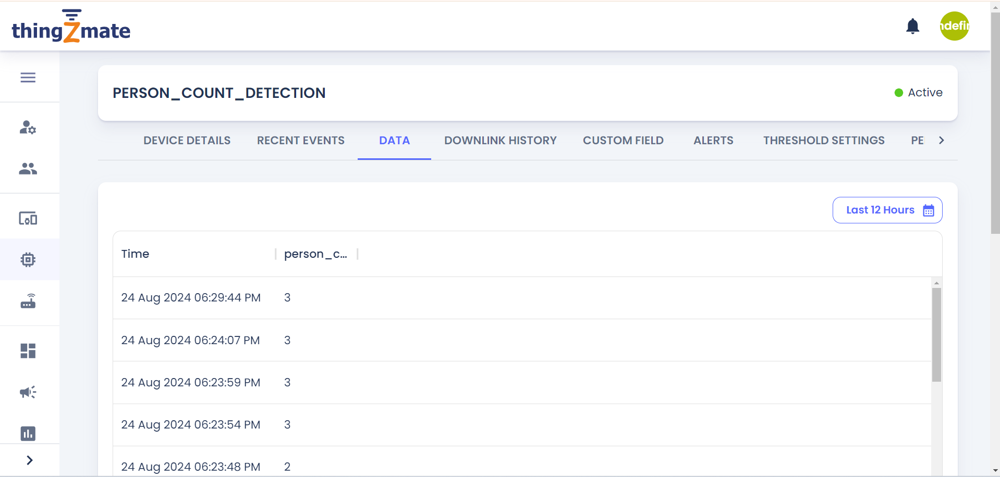 thingZmate
ndefin
PERSON_COUNT_DETECTION
Active
DEVICE DETAILS RECENT EVENTS DATA DOWNLINK HISTORY CUSTOM FIELD ALERTS THRESHOLD SETTINGS PE
Last 12 Hours
Time person_c...
24 Aug 2024 06:29:44 PM 3
24 Aug 2024 06:24:07 PM 3
24 Aug 2024 06:23:59 PM 3
24 Aug 2024 06:23:54 PM 3
24 Aug 2024 06:23:48 PM 2